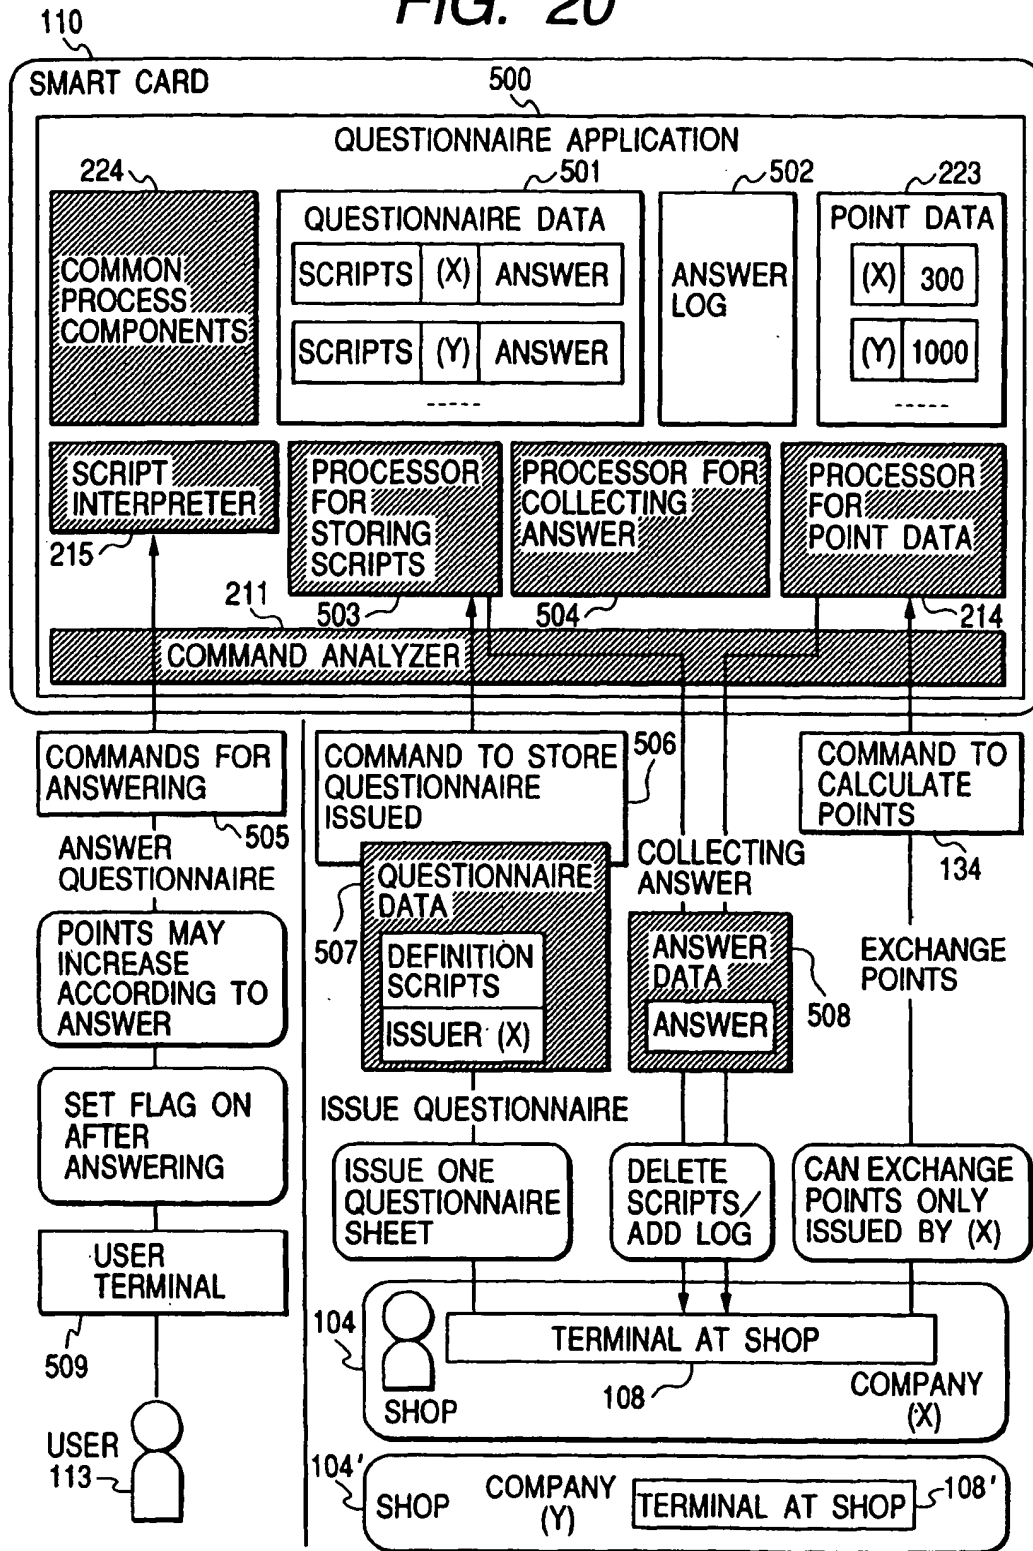 FIG. 20
110
SMART CARD
500
QUESTIONNAIRE APPLICATION
224
501
502
223
COMMON
PROCESS
COMPONENTS
QUESTIONNAIRE DATA
SCRIPTS (X) ANSWER
SCRIPTS (Y) ANSWER
-----
ANSWER
LOG
POINT DATA
(X) 300
(Y) 1000
-----
SCRIPT
INTERPRETER
215
PROCESSOR
FOR
STORING
SCRIPTS
503
PROCESSOR FOR
COLLECTING
ANSWER
504
PROCESSOR
FOR
POINT DATA
214
211
COMMAND ANALYZER
COMMANDS FOR
ANSWERING
505
ANSWER
QUESTIONNAIRE
POINTS MAY
INCREASE
ACCORDING TO
ANSWER
SET FLAG ON
AFTER
ANSWERING
USER
TERMINAL
509
USER
113
COMMAND TO STORE
QUESTIONNAIRE
ISSUED
506
QUESTIONNAIRE
DATA
507
DEFINITION
SCRIPTS
ISSUER (X)
ISSUE QUESTIONNAIRE
ISSUE ONE
QUESTIONNAIRE
SHEET
COLLECTING
ANSWER
ANSWER
DATA
ANSWER
508
DELETE
SCRIPTS/
ADD LOG
COMMAND TO
CALCULATE
POINTS
134
EXCHANGE
POINTS
CAN EXCHANGE
POINTS ONLY
ISSUED BY (X)
104
TERMINAL AT SHOP
108
SHOP
COMPANY
(X)
104'
SHOP
COMPANY
(Y)
TERMINAL AT SHOP
108'